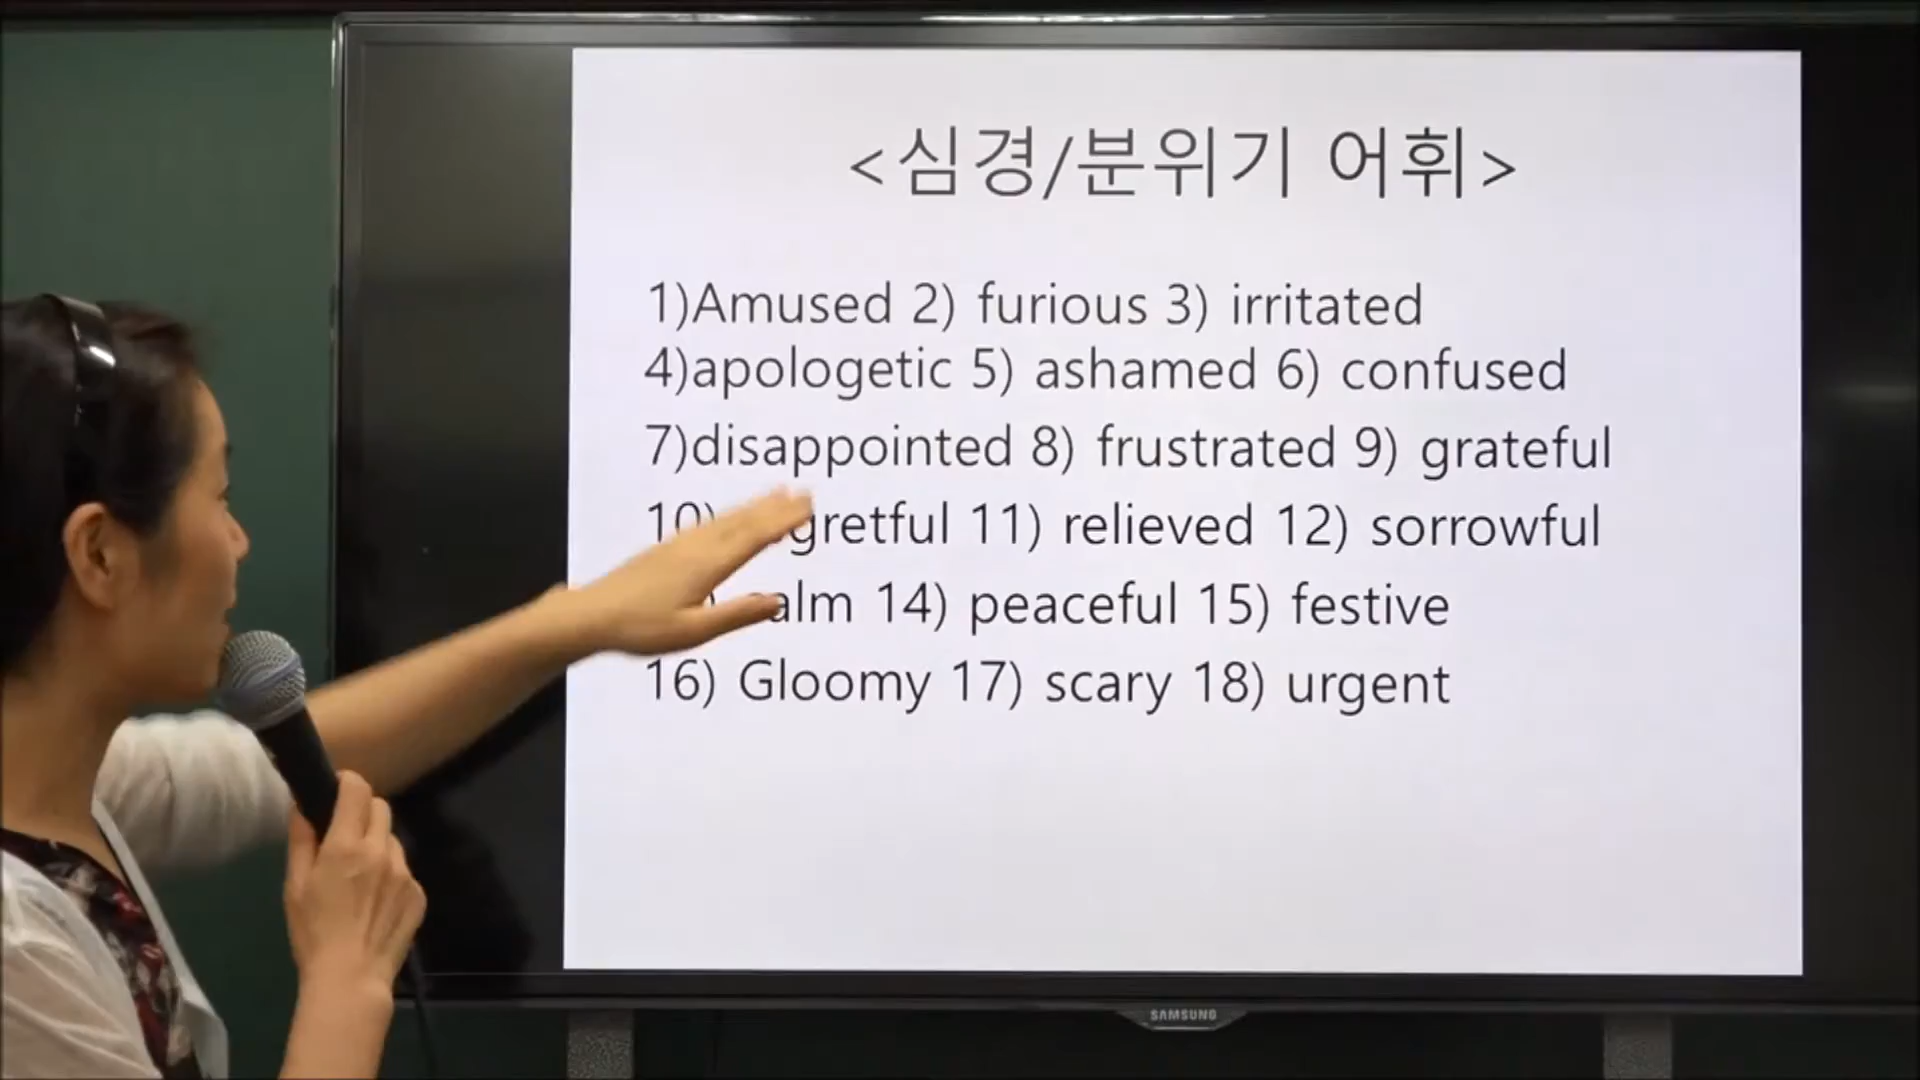 <심경/분위기 어휘>
1)Amused 2) furious 3) irritated
4)apologetic 5) ashamed 6) confused
7)disappointed 8) frustrated 9) grateful
11) relieved 12) sorrowful
14) peaceful 15) festive
16) Gloomy 17) scary 18) urgent
SAMSUNG